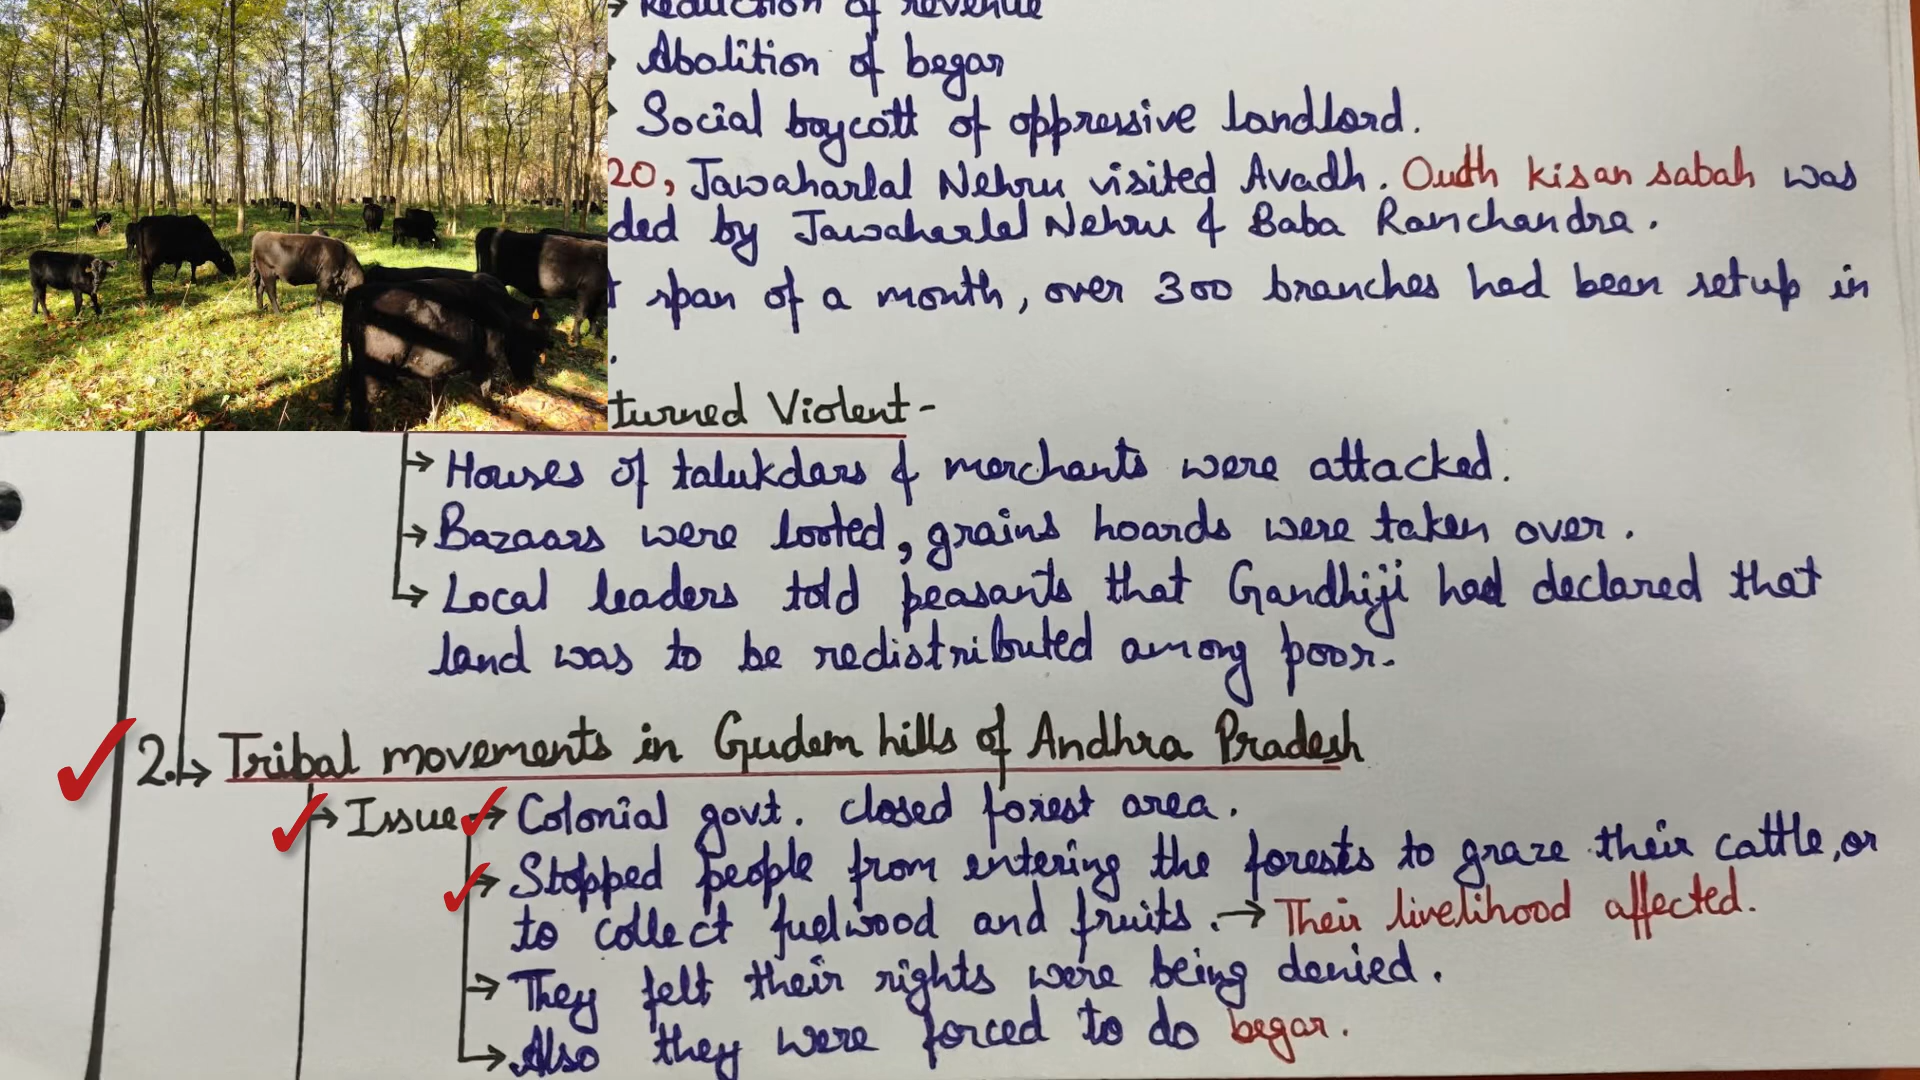 Reduction of revenue
Abolition of begar
Social boycott of oppressive landlord.
20, Jawaharlal Nehru visited Avadh. Oudh kisan sabah was
ded by Jawaharlal Nehru & Baba Ramchandra.
span of a month, over 300 branches had been setup in
turned Violent-
→ Houses of talukdars & merchants were attacked.
→ Bazaars were looted, grains hoards were taken over.
→ Local leaders told peasants that Gandhiji had declared that
land was to be redistributed among poor.
2. → Tribal movements in Gudem hills of Andhra Pradesh
→ Issue → Colonial govt. closed forest area.
→ Stopped people from entering the forests to graze their cattle, or
to collect fuelwood and fruits. → Their livelihood affected.
→ They felt their rights were being denied.
→ Also they were forced to do begar.